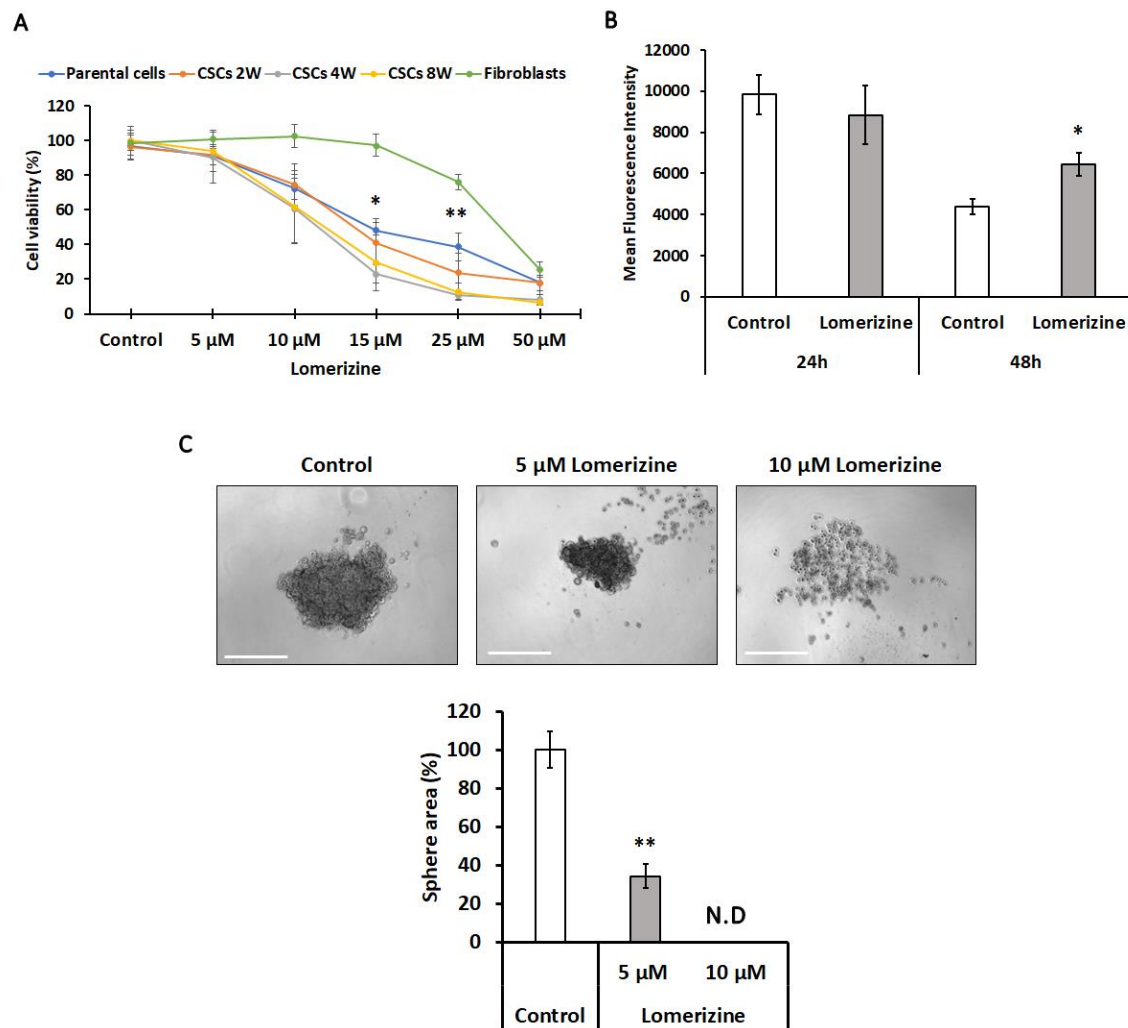 A
Parental cells CSCs 2W CSCs 4W CSCs 8W Fibroblasts
120
100
80
60
40
20
0
Cell viability (%)
*
**
Control 5 μM 10 μM 15 μM 25 μM 50 μM
Lomerizine
B
12000
10000
8000
6000
4000
2000
0
Mean Fluorescence Intensity
*
Control Lomerizine Control Lomerizine
24h 48h
C
Control 5 μM Lomerizine 10 μM Lomerizine
120
100
80
60
40
20
0
Sphere area (%)
**
N.D
5 μM 10 μM
Control Lomerizine